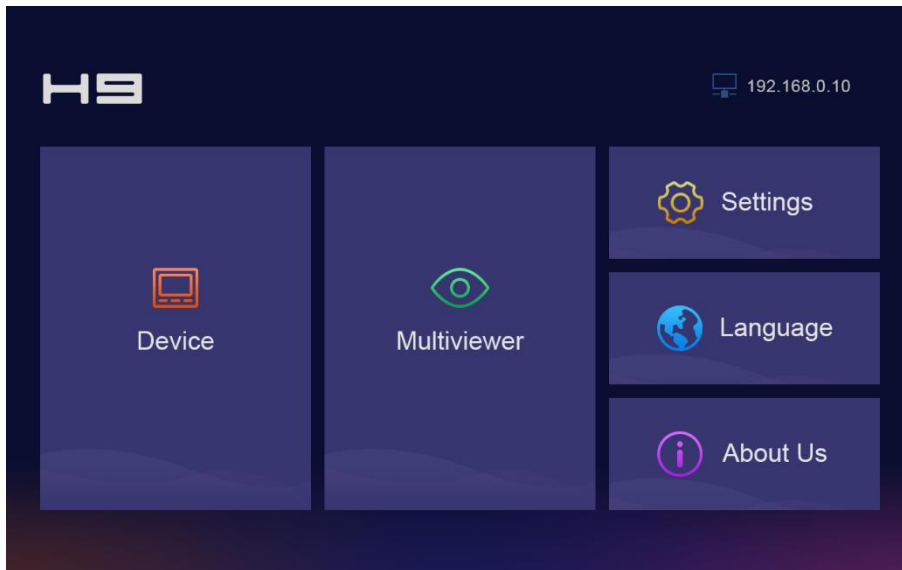 H9
192.168.0.10
Device
Multiviewer
Settings
Language
About Us